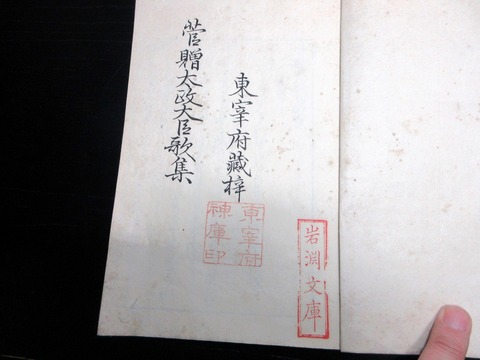 東宰府藏梓
菅贈太政大臣歌集
岩淵文庫
東宰府
庫印